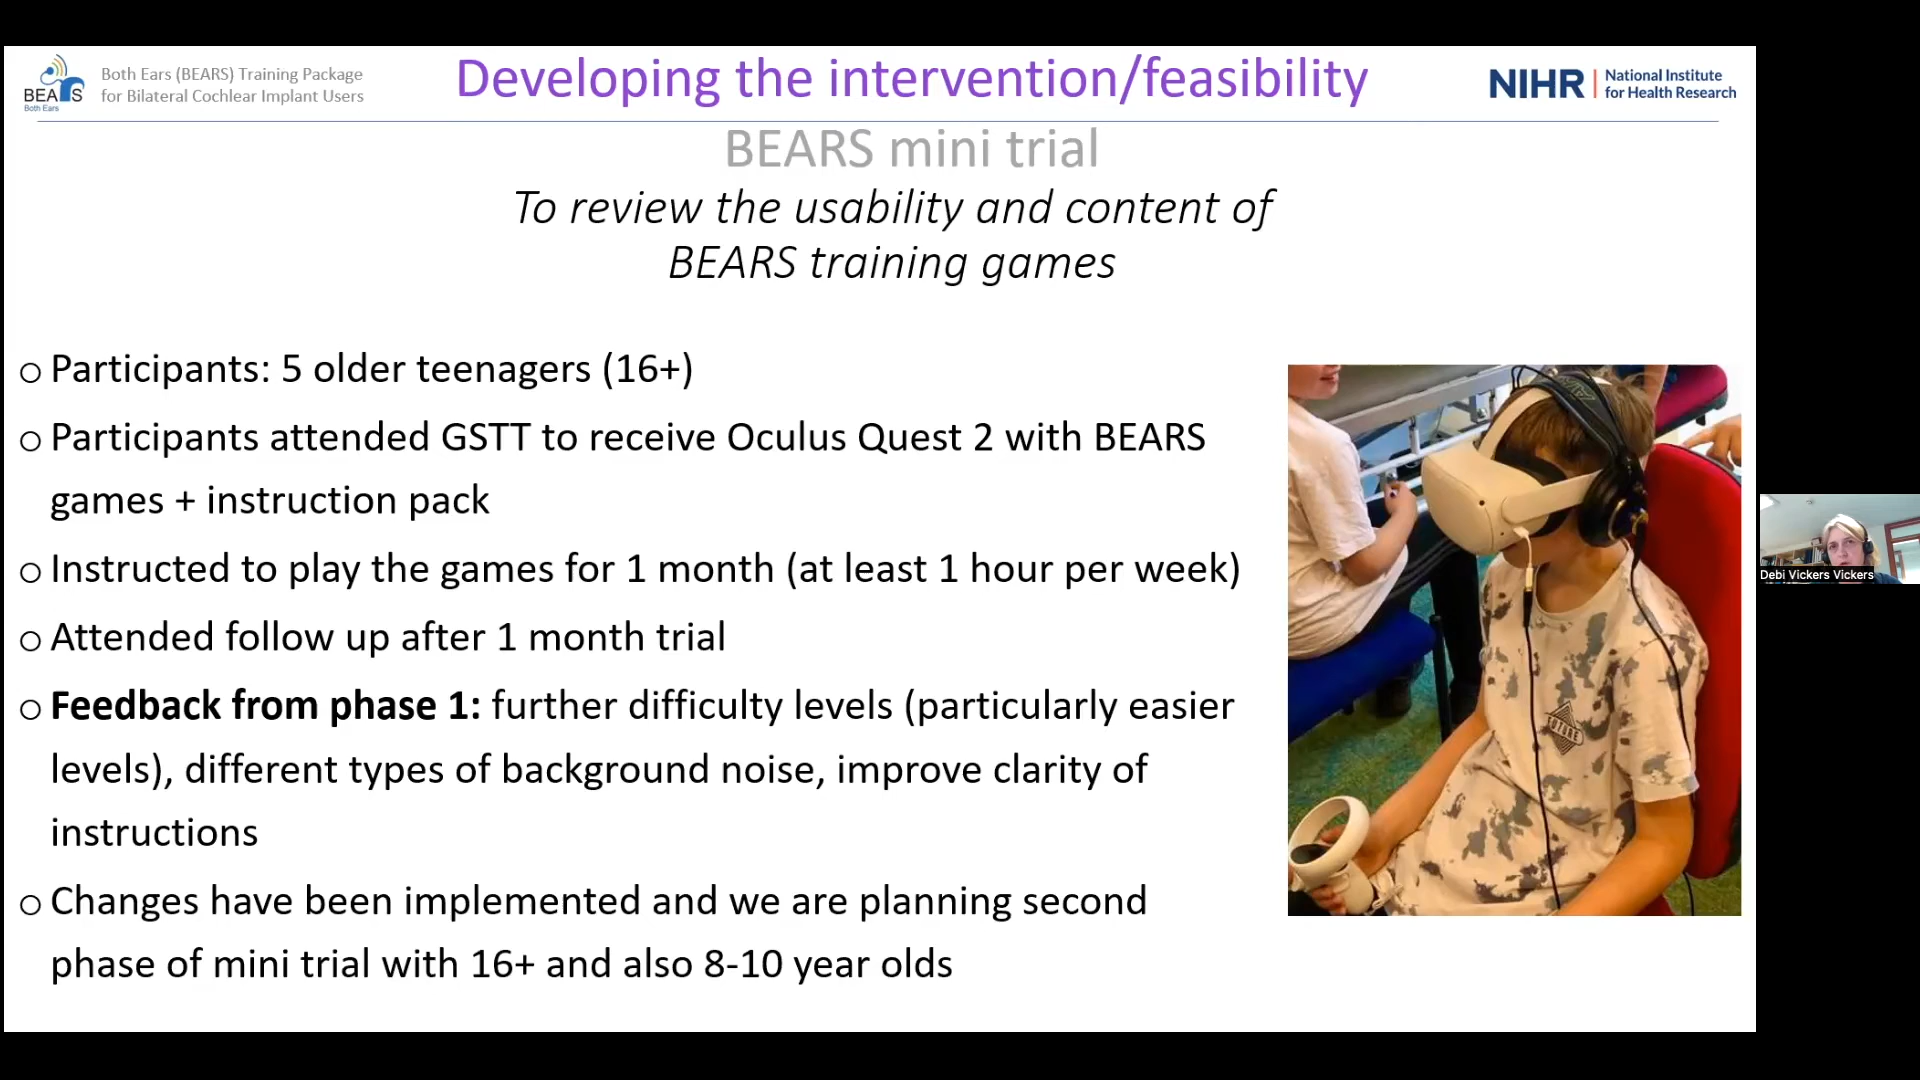 BEARS
Both Ears
Both Ears (BEARS) Training Package
for Bilateral Cochlear Implant Users
Developing the intervention/feasibility
NIHR | National Institute
for Health Research
BEARS mini trial
To review the usability and content of
BEARS training games
o Participants: 5 older teenagers (16+)
o Participants attended GSTT to receive Oculus Quest 2 with BEARS
games + instruction pack
o Instructed to play the games for 1 month (at least 1 hour per week)
o Attended follow up after 1 month trial
o Feedback from phase 1: further difficulty levels (particularly easier
levels), different types of background noise, improve clarity of
instructions
o Changes have been implemented and we are planning second
phase of mini trial with 16+ and also 8-10 year olds
FUTURE
Debi Vickers Vickers